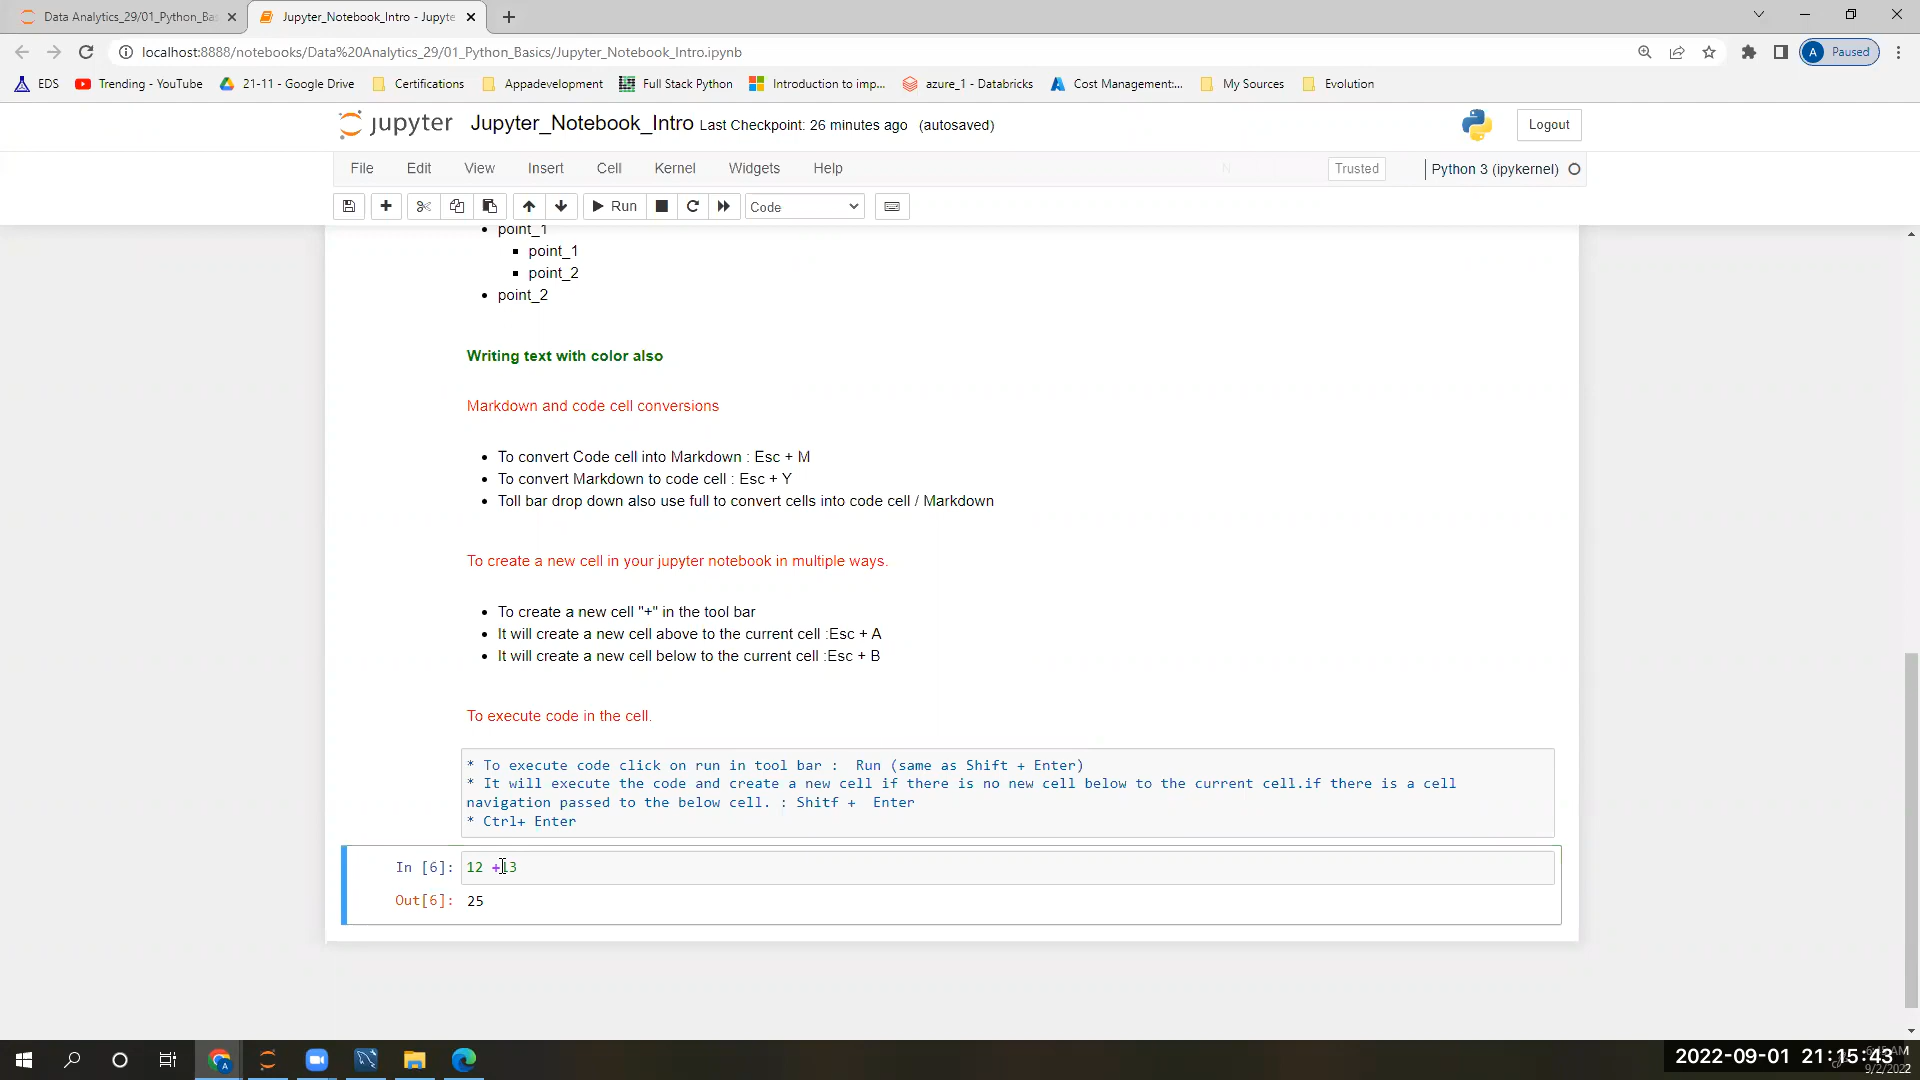 Data Analytics_29/01_Python_Bas
Jupyter_Notebook_Intro - Jupyte
localhost:8888/notebooks/Data%20Analytics_29/01_Python_Basics/Jupyter_Notebook_Intro.ipynb
A Paused
EDS
Trending - YouTube
21-11 - Google Drive
Certifications
Appadevelopment
Full Stack Python
Introduction to imp...
azure_1 - Databricks
Cost Management:...
My Sources
Evolution
jupyter Jupyter_Notebook_Intro Last Checkpoint: 26 minutes ago (autosaved)
Logout
File Edit View Insert Cell Kernel Widgets Help
Trusted
Python 3 (ipykernel)
Run
Code
point_1
point_1
point_2
point_2
Writing text with color also
Markdown and code cell conversions
To convert Code cell into Markdown : Esc + M
To convert Markdown to code cell : Esc + Y
Toll bar drop down also use full to convert cells into code cell / Markdown
To create a new cell in your jupyter notebook in multiple ways.
To create a new cell "+" in the tool bar
It will create a new cell above to the current cell :Esc + A
It will create a new cell below to the current cell :Esc + B
To execute code in the cell.
* To execute code click on run in tool bar :  Run (same as Shift + Enter)
* It will execute the code and create a new cell if there is no new cell below to the current cell.if there is a cell
navigation passed to the below cell. : Shitf +  Enter
* Ctrl+ Enter
In [6]: 12 +13
Out[6]: 25
2022-09-01 21:15:43